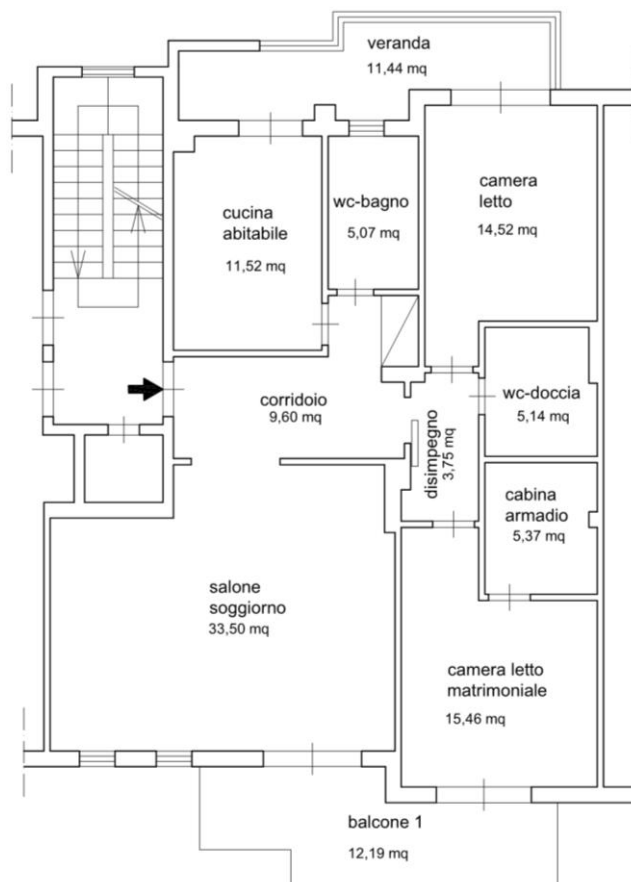 veranda
11,44 mq
camera
letto
14,52 mq
wc-bagno
5,07 mq
cucina
abitabile
11,52 mq
corridoio
9,60 mq
wc-doccia
5,14 mq
disimpegno
3,75 mq
cabina
armadio
5,37 mq
salone
soggiorno
33,50 mq
camera letto
matrimoniale
15,46 mq
balcone 1
12,19 mq